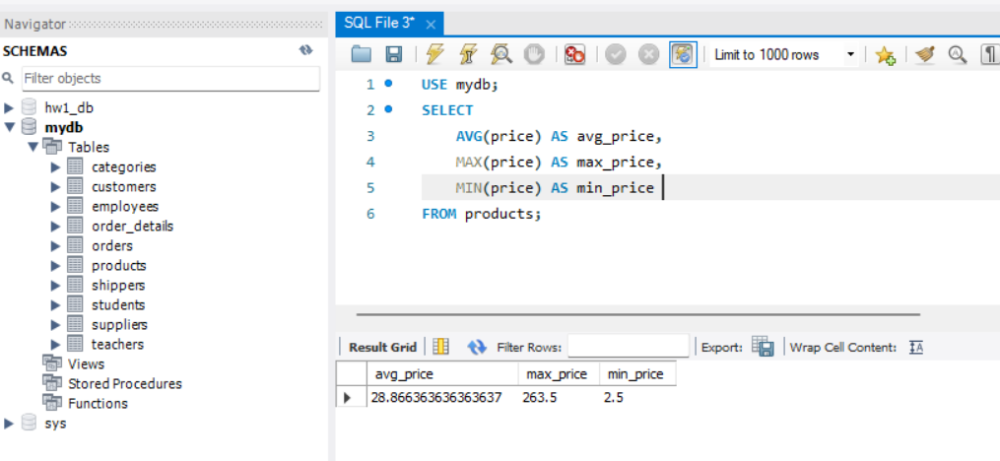 Navigator
SCHEMAS
Filter objects
hw1_db
mydb
Tables
categories
customers
employees
order_details
orders
products
shippers
students
suppliers
teachers
Views
Stored Procedures
Functions
sys
SQL File 3* ×
Limit to 1000 rows
1 USE mydb;
2 SELECT
3 AVG(price) AS avg_price,
4 MAX(price) AS max_price,
5 MIN(price) AS min_price
6 FROM products;
Result Grid Filter Rows: Export: Wrap Cell Content: IA
avg_price max_price min_price
28.866363636363637 263.5 2.5